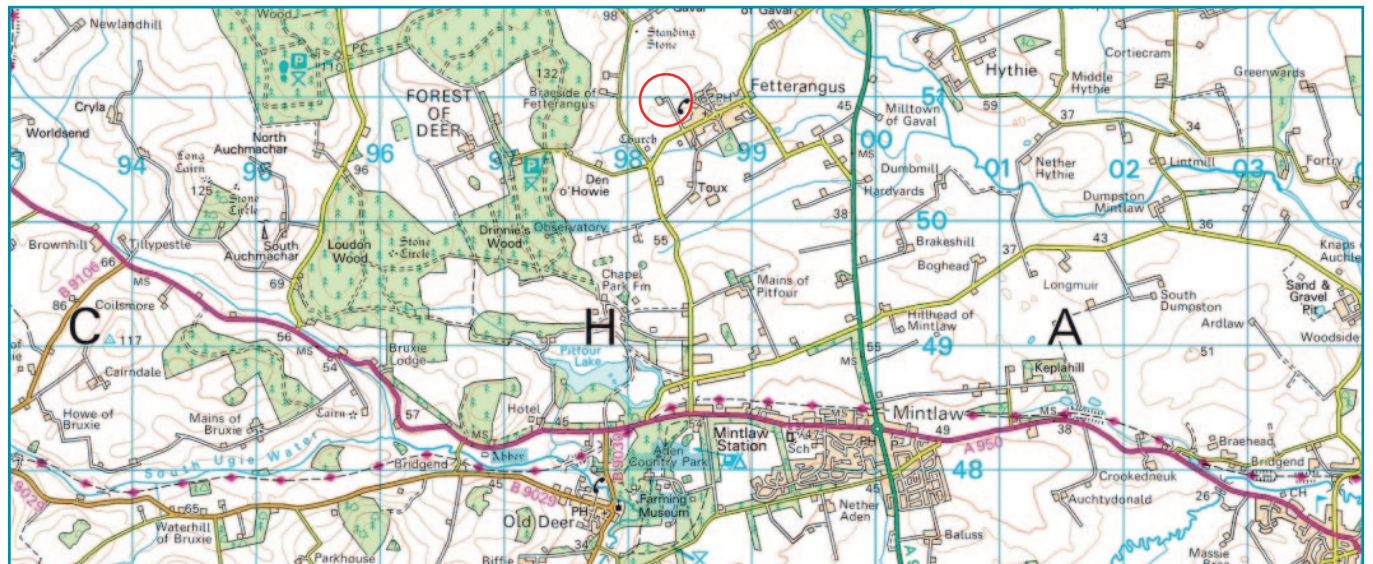 Newlandhill
Wood
PC
110
98
Standing
Stone
of Gaval
132
Braeside of
Fetterangus
PH
Fetterangus
45
Milltown
of Gaval
51
Hythie
59
Middle
Hythie
Cortiecram
Greenwards
37
34
Cryla
Worldsend
94
North
Auchmachar
FOREST
OF
DEER
96
96
Church
98
99
00
MS
Long
Cairn
125
95
Stone
Circle
Den
o'Howie
Toux
Dumbmill
Hardyards
01
Nether
Hythie
02
Lintmill
03
Fortry
Dumpston
Mintlaw
36
38
50
Brownhill
Tillypestle
66
MS
South
Auchmachar
Loudon
Wood
Stone
Circle
Drinnie's
Wood
Observatory
55
Brakeshill
Boghead
37
43
Knaps
B 9106
86
Coilsmore
69
Chapel
Park Fm
Mains of
Pitfour
Longmuir
South
Dumpston
Sand &
Gravel
Pit
C
117
56
MS
54
H
Hillhead of
Mintlaw
A
Ardlaw
Woodside
Cairndale
Bruxie
Lodge
Pitfour
Lake
55
49
MS
51
Keplahill
Howe of
Bruxie
Mains of
Bruxie
Cairn
57
Hotel
45
54
MS
Mintlaw
MS
38
MS
South Ugie Water
Abbey
B 9030
Aden
Country Park
Mintlaw
Station
47
Sch
PH
49
A 950
48
Braehead
Bridgend
Bridgend
45
B 9029
Crookedneuk
26
CH
9029
65
Waterhill
of Bruxie
PH
Old Deer
Farming
Museum
Nether
Aden
45
Auchtydonald
Parkhouse
34
Biffie
Baluss
Massie